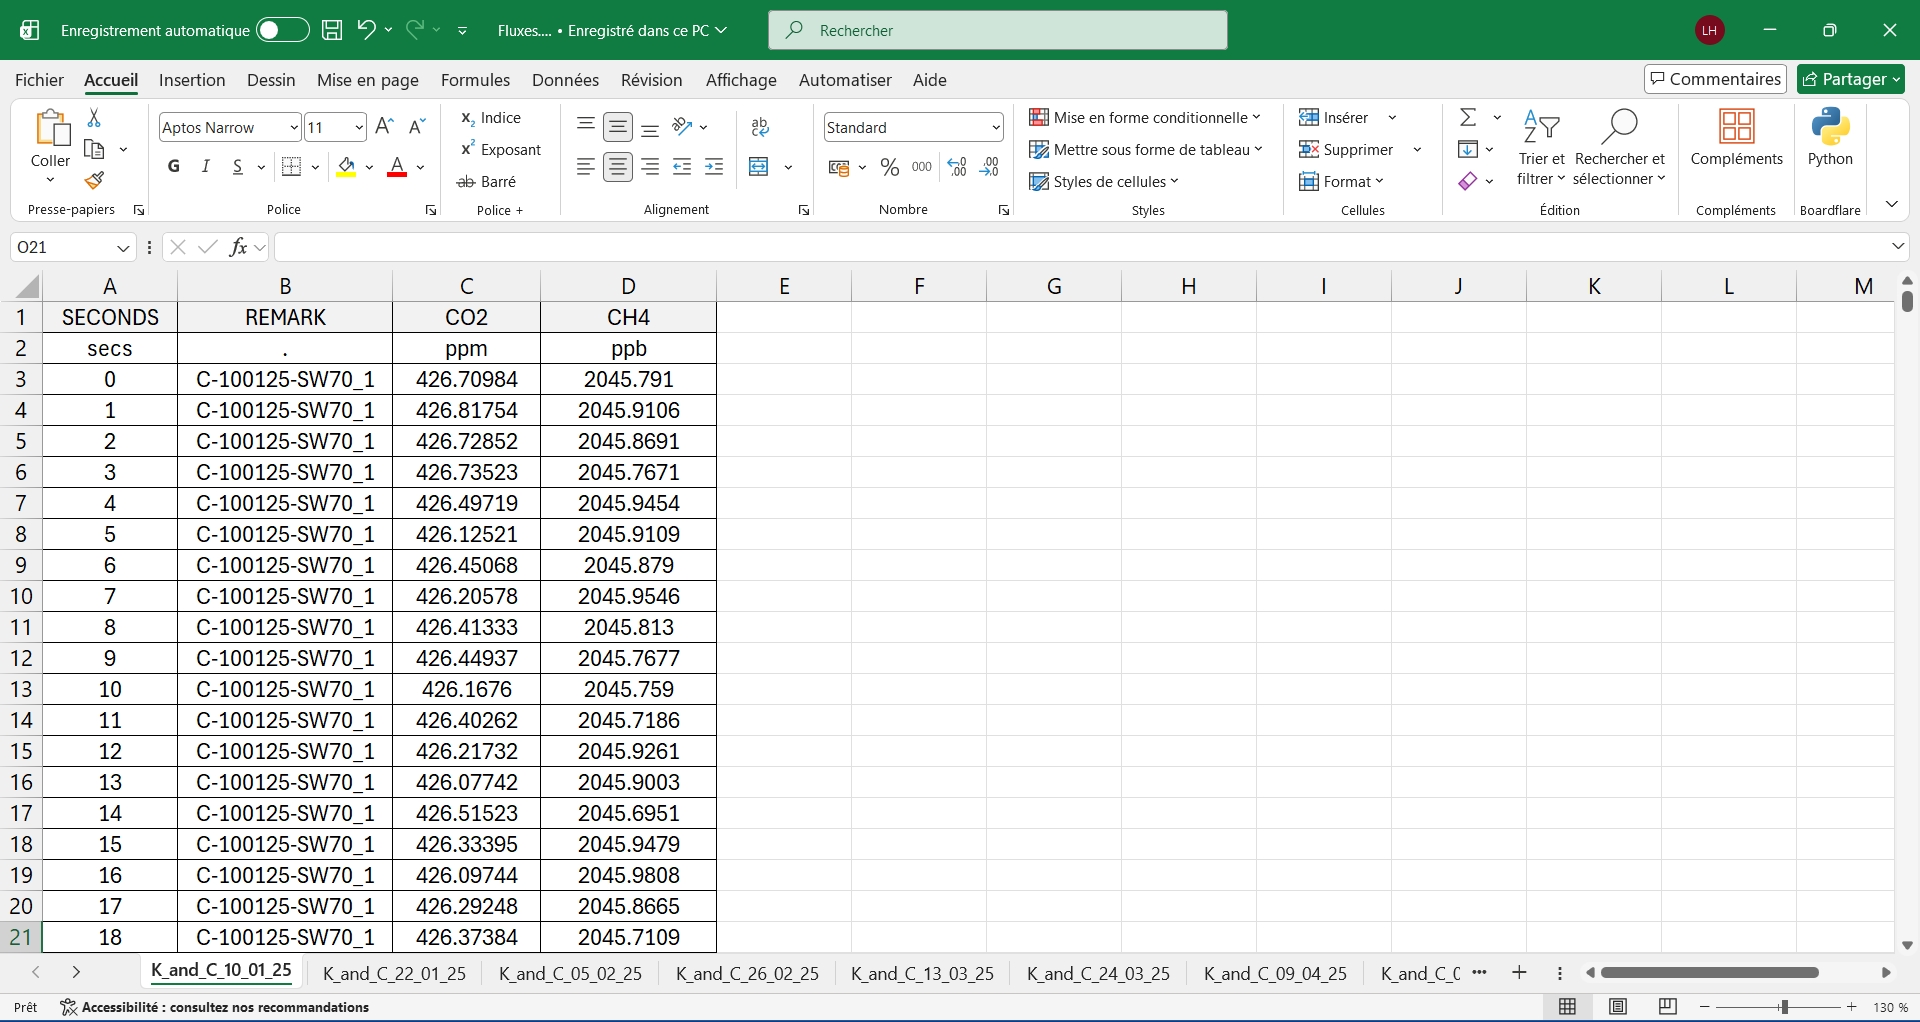 Enregistrement automatique Fluxes.... • Enregistré dans ce PC Rechercher LH
Fichier Accueil Insertion Dessin Mise en page Formules Données Révision Affichage Automatiser Aide Commentaires Partager
Coller
Presse-papiers
Aptos Narrow 11
G I S
Police
Indice
Exposant
Barré
Police +
Alignement
Standard
% 000
Nombre
Mise en forme conditionnelle
Mettre sous forme de tableau
Styles de cellules
Styles
Insérer
Supprimer
Format
Cellules
Trier et filtrer
Rechercher et sélectionner
Édition
Compléments
Compléments
Python
Boardflare
O21 fx
A B C D E F G H I J K L M
1 SECONDS REMARK CO2 CH4
2 secs . ppm ppb
3 0 C-100125-SW70_1 426.70984 2045.791
4 1 C-100125-SW70_1 426.81754 2045.9106
5 2 C-100125-SW70_1 426.72852 2045.8691
6 3 C-100125-SW70_1 426.73523 2045.7671
7 4 C-100125-SW70_1 426.49719 2045.9454
8 5 C-100125-SW70_1 426.12521 2045.9109
9 6 C-100125-SW70_1 426.45068 2045.879
10 7 C-100125-SW70_1 426.20578 2045.9546
11 8 C-100125-SW70_1 426.41333 2045.813
12 9 C-100125-SW70_1 426.44937 2045.7677
13 10 C-100125-SW70_1 426.1676 2045.759
14 11 C-100125-SW70_1 426.40262 2045.7186
15 12 C-100125-SW70_1 426.21732 2045.9261
16 13 C-100125-SW70_1 426.07742 2045.9003
17 14 C-100125-SW70_1 426.51523 2045.6951
18 15 C-100125-SW70_1 426.33395 2045.9479
19 16 C-100125-SW70_1 426.09744 2045.9808
20 17 C-100125-SW70_1 426.29248 2045.8665
21 18 C-100125-SW70_1 426.37384 2045.7109
K_and_C_10_01_25 K_and_C_22_01_25 K_and_C_05_02_25 K_and_C_26_02_25 K_and_C_13_03_25 K_and_C_24_03_25 K_and_C_09_04_25 K_and_C_0
Prêt Accessibilité : consultez nos recommandations 130 %